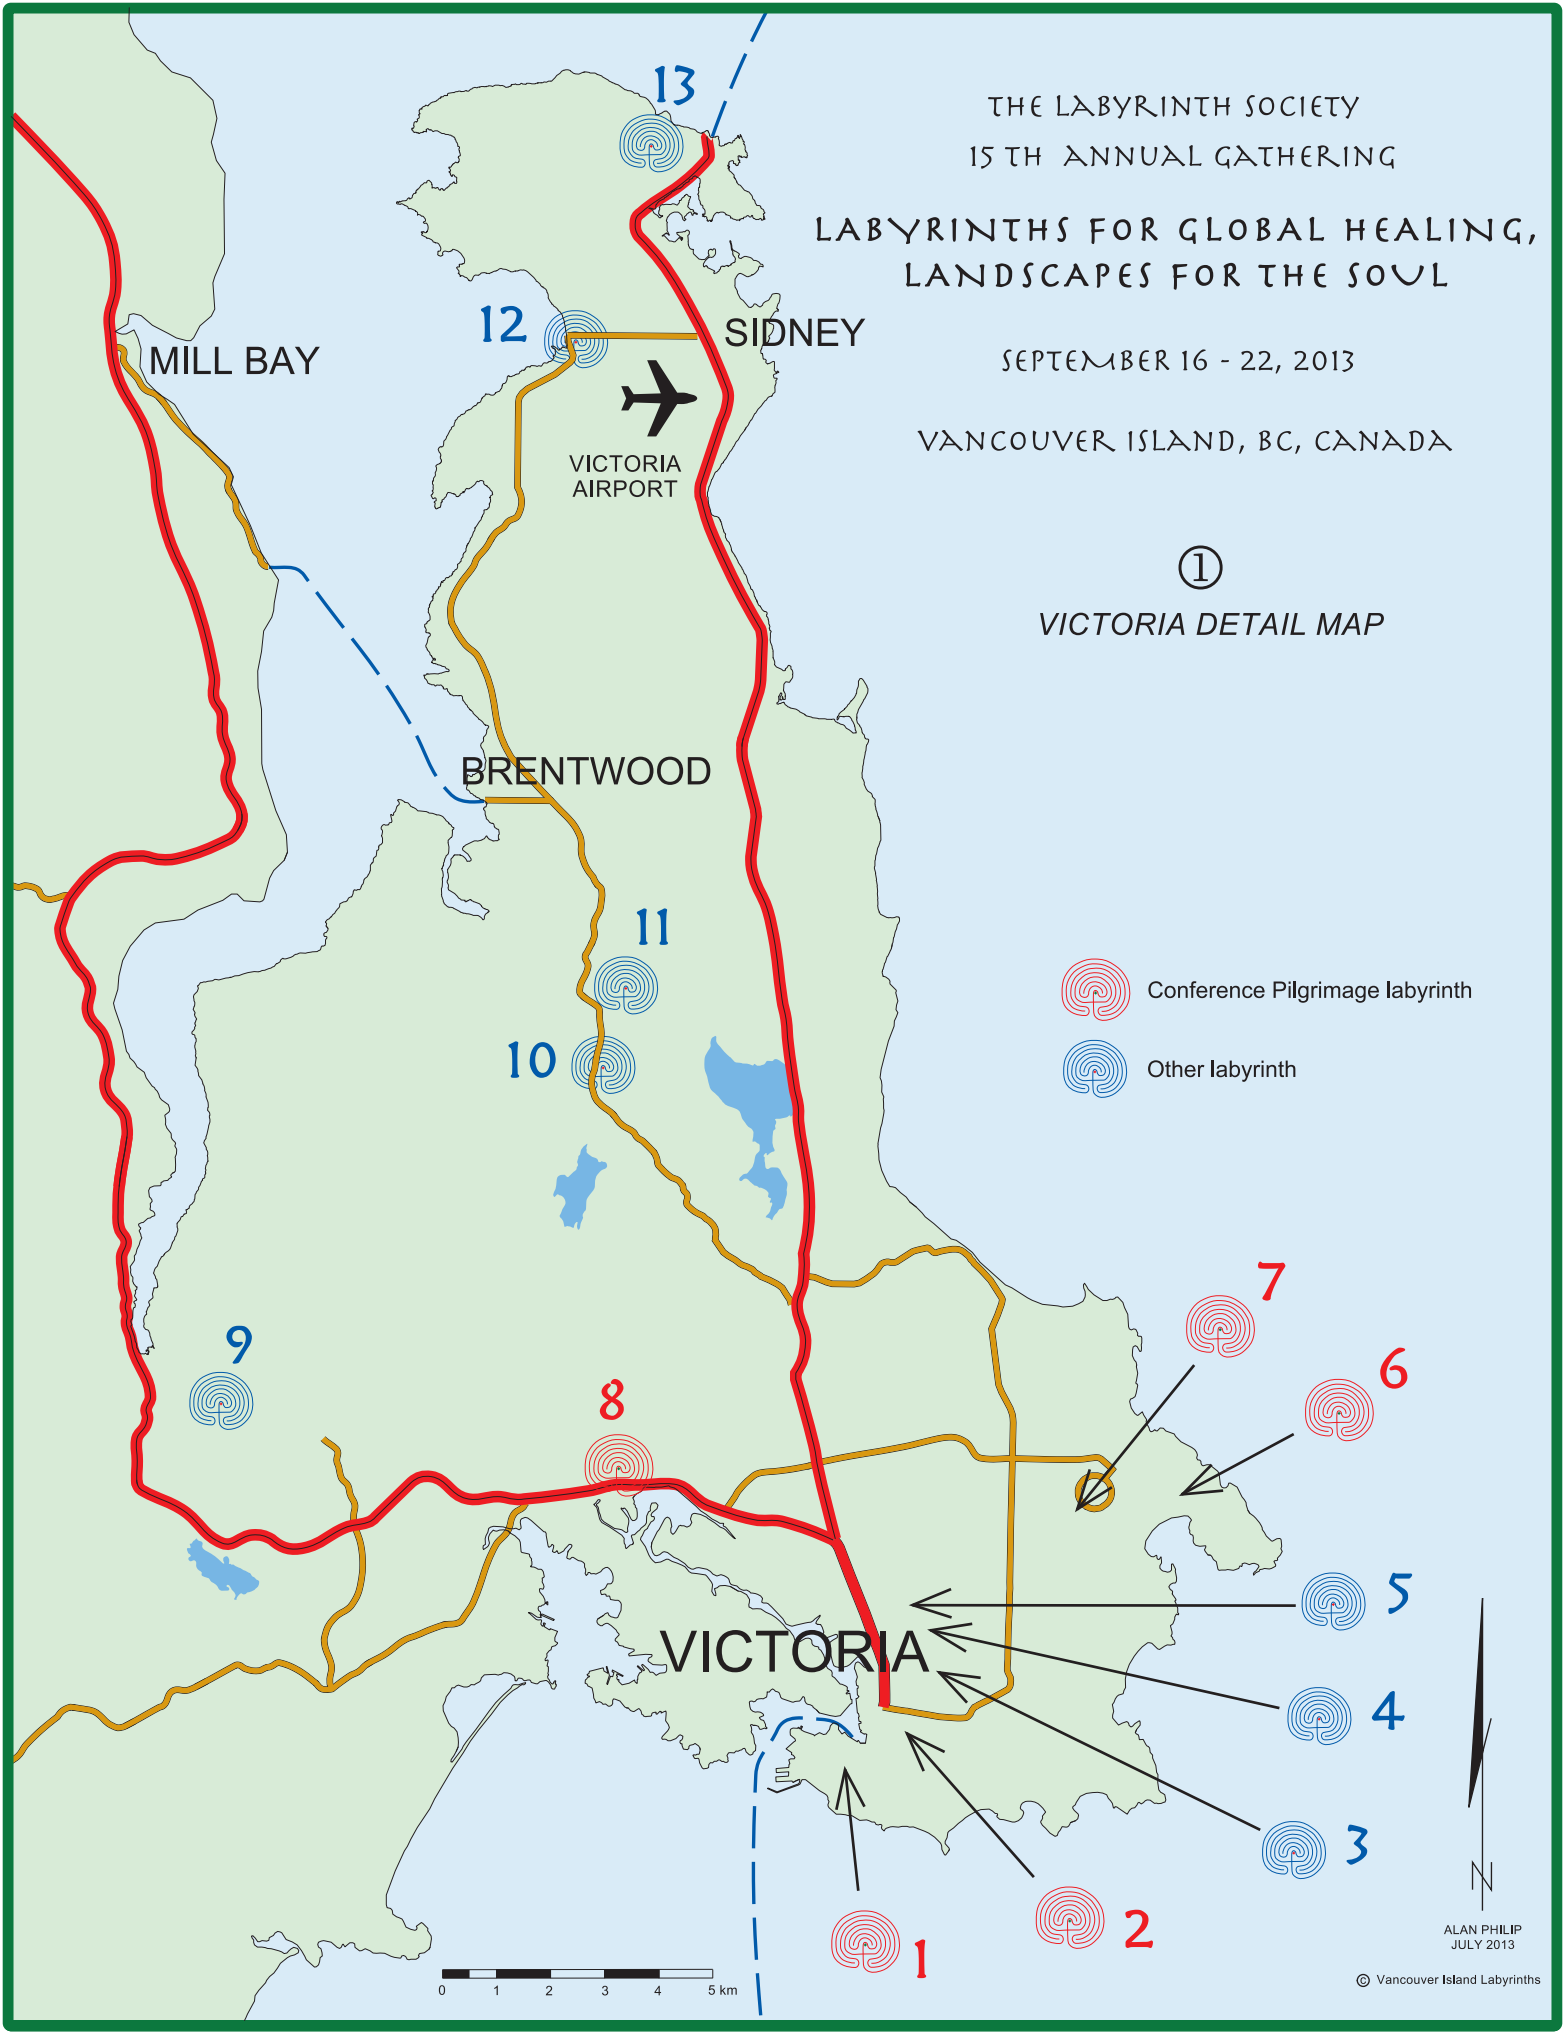 THE LABYRINTH SOCIETY
15 TH ANNUAL GATHERING
LABYRINTHS FOR GLOBAL HEALING,
LANDSCAPES FOR THE SOUL
SEPTEMBER 16 - 22, 2013
VANCOUVER ISLAND, BC, CANADA
1
VICTORIA DETAIL MAP
13
12
SIDNEY
MILL BAY
VICTORIA
AIRPORT
BRENTWOOD
11
10
Conference Pilgrimage labyrinth
Other labyrinth
7
9
6
8
5
VICTORIA
4
3
2
1
N
ALAN PHILIP
JULY 2013
0 1 2 3 4 5 km
© Vancouver Island Labyrinths